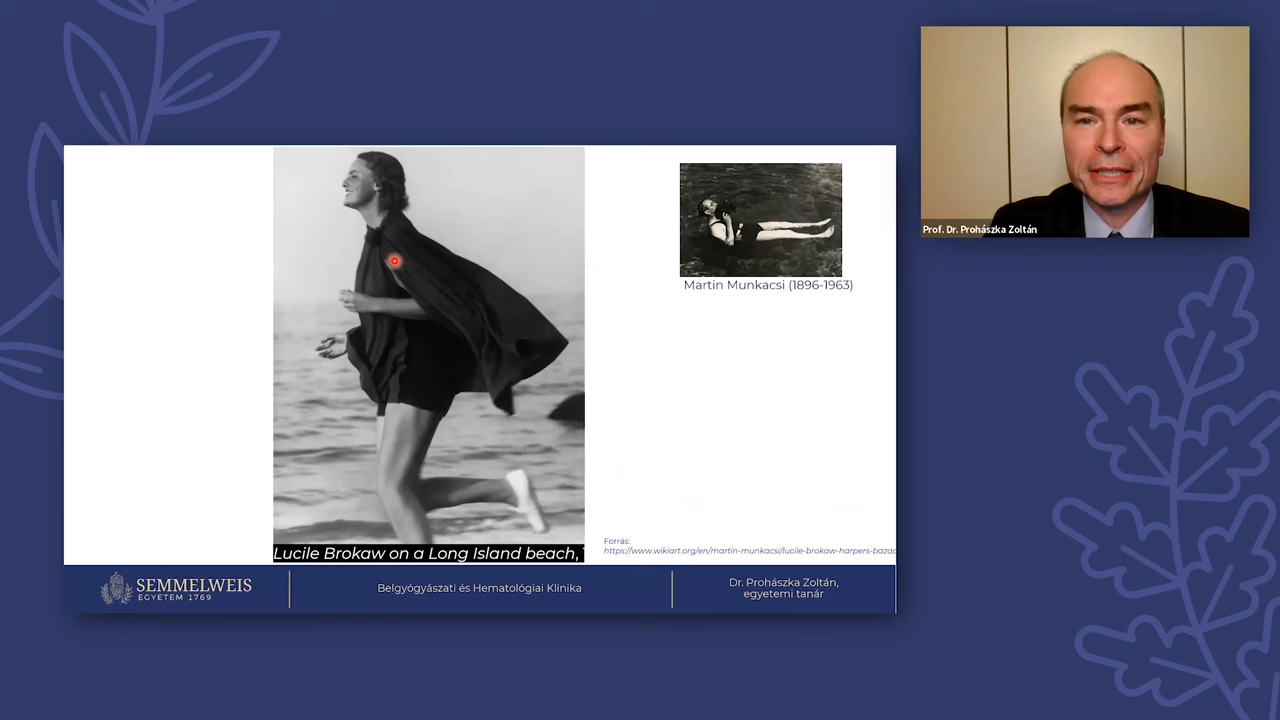 Prof. Dr. Prohászka Zoltán
Martin Munkacsi (1896-1963)
Lucile Brokaw on a Long Island beach,
Forrás:
https://www.wikiart.org/en/martin-munkacsi/lucile-brokaw-harpers-bazaa
SEMMELWEIS
EGYETEM 1769
Belgyógyászati és Hematológiai Klinika
Dr. Prohászka Zoltán,
egyetemi tanár